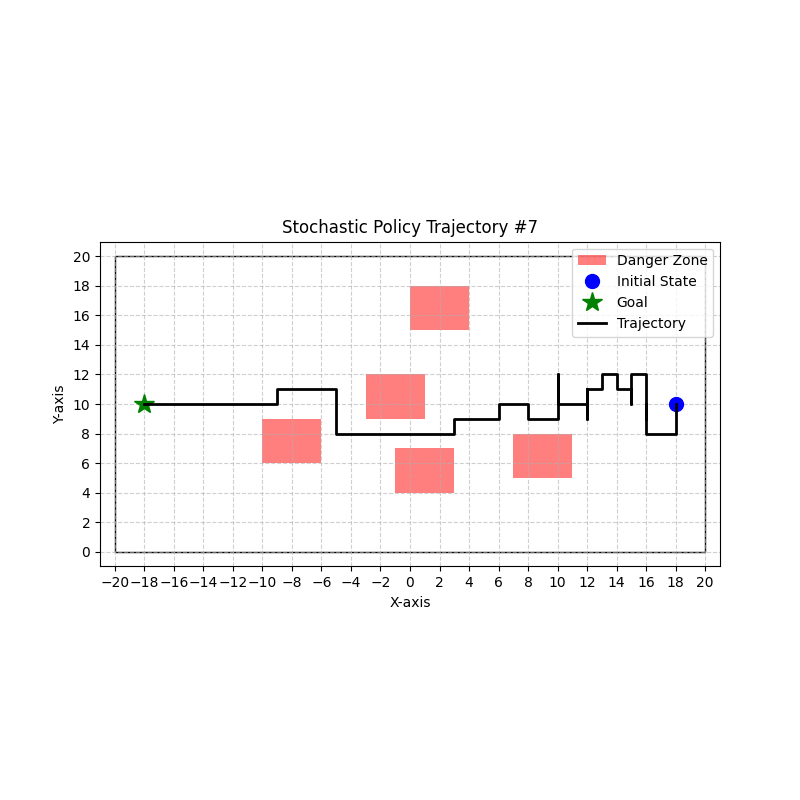 Stochastic Policy Trajectory #7
Danger Zone
Initial State
Goal
Trajectory
Y-axis
20
18
16
14
12
10
8
6
4
2
0
−20 −18 −16 −14 −12 −10 −8 −6 −4 −2 0 2 4 6 8 10 12 14 16 18 20
X-axis